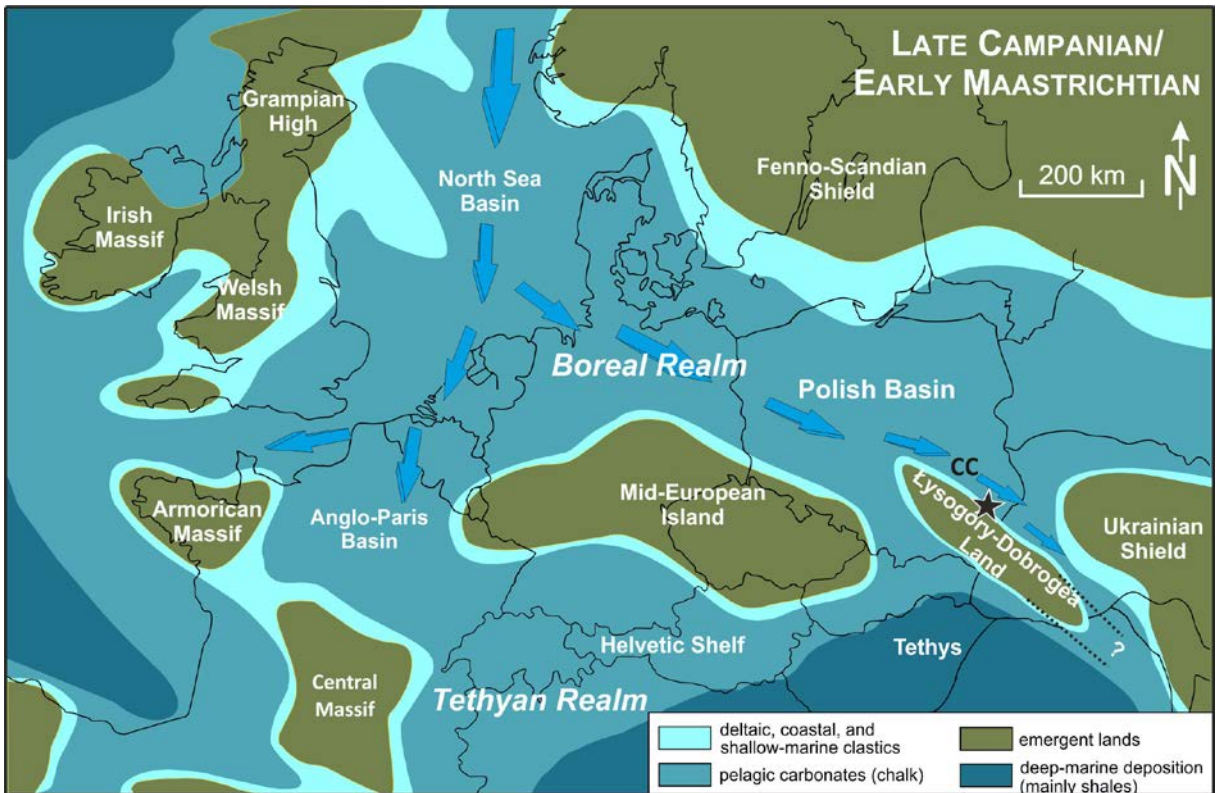 LATE CAMPANIAN/
EARLY MAASTRICHTIAN
N
200 km
Grampian
High
North Sea
Basin
Fenno-Scandian
Shield
Irish
Massif
Welsh
Massif
Boreal Realm
Polish Basin
CC
Armorican
Massif
Anglo-Paris
Basin
Mid-European
Island
Łysogóry-Dobrogea
Land
Ukrainian
Shield
Helvetic Shelf
Tethys
?
Central
Massif
Tethyan Realm
deltaic, coastal, and
shallow-marine clastics
emergent lands
pelagic carbonates (chalk)
deep-marine deposition
(mainly shales)